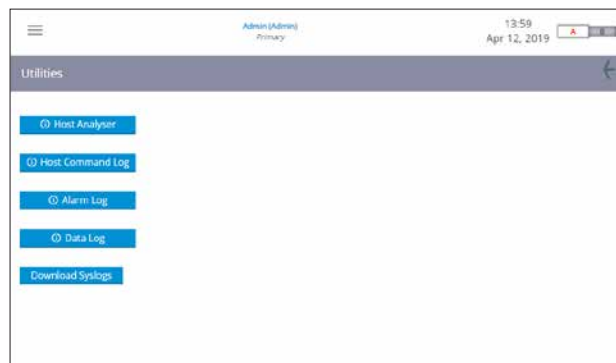 Admin (Admin)
Primary
13:59
Apr 12, 2019
A
Utilities
Host Analyser
Host Command Log
Alarm Log
Data Log
Download Syslogs